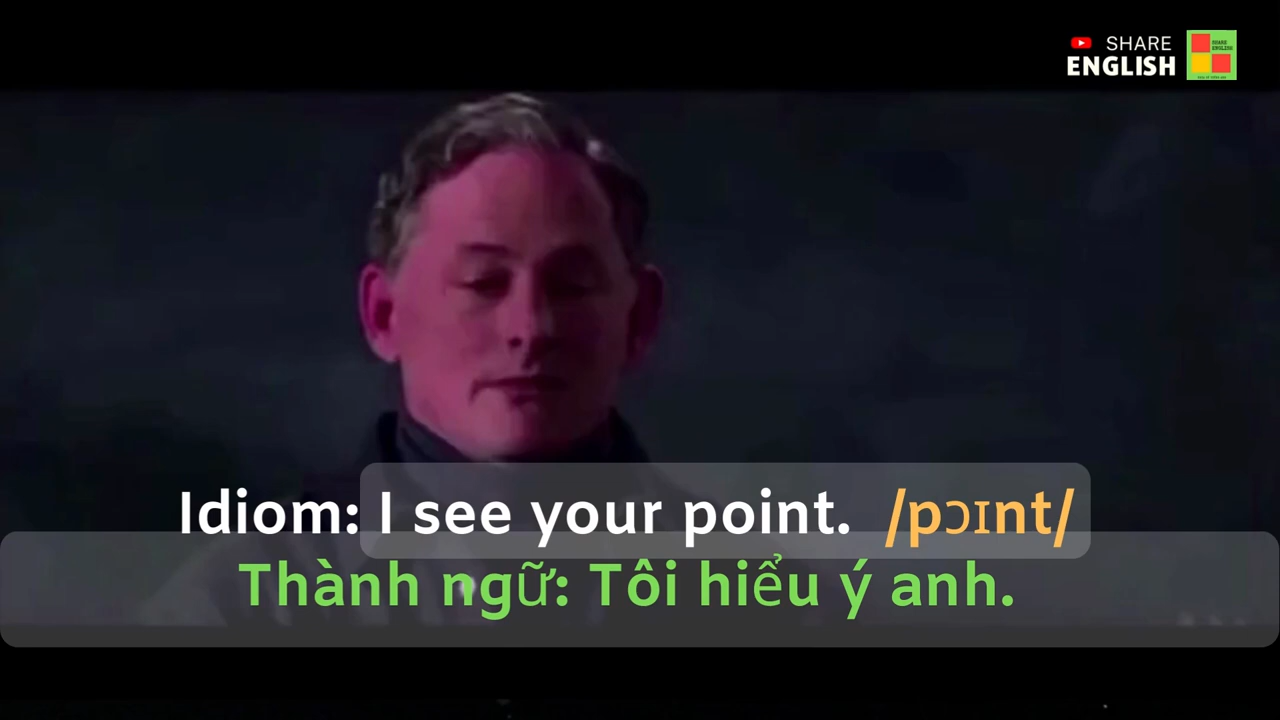 SHARE
ENGLISH
Idiom: I see your point. /pɔɪnt/
Thành ngữ: Tôi hiểu ý anh.